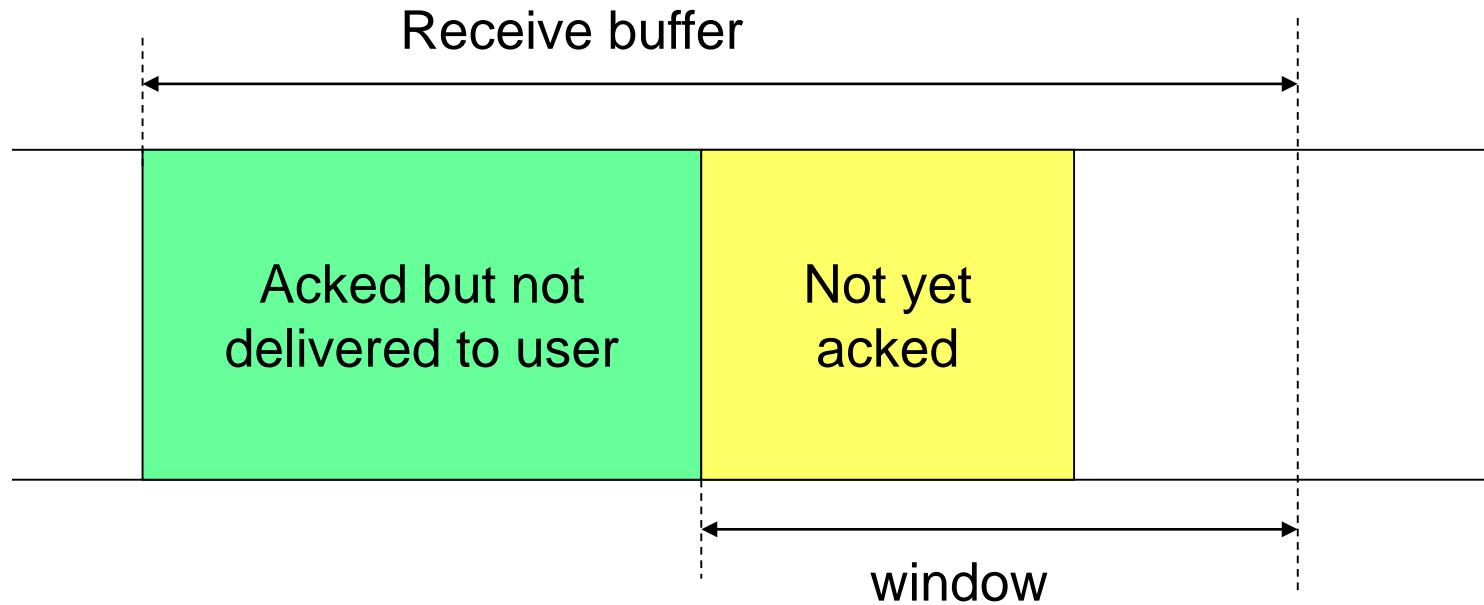 Receive buffer
Acked but not
delivered to user
Not yet
acked
window